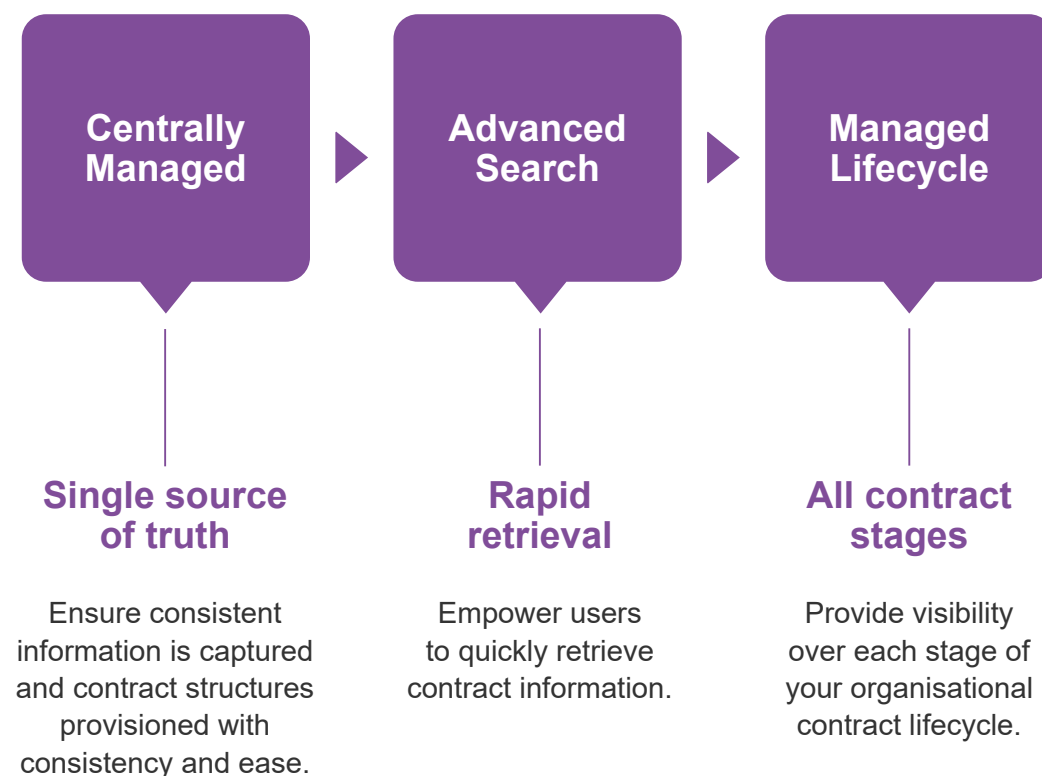 Centrally
Managed
Advanced
Search
Managed
Lifecycle
Single source
of truth
Rapid
retrieval
All contract
stages
Ensure consistent
information is captured
and contract structures
provisioned with
consistency and ease.
Empower users
to quickly retrieve
contract information.
Provide visibility
over each stage of
your organisational
contract lifecycle.